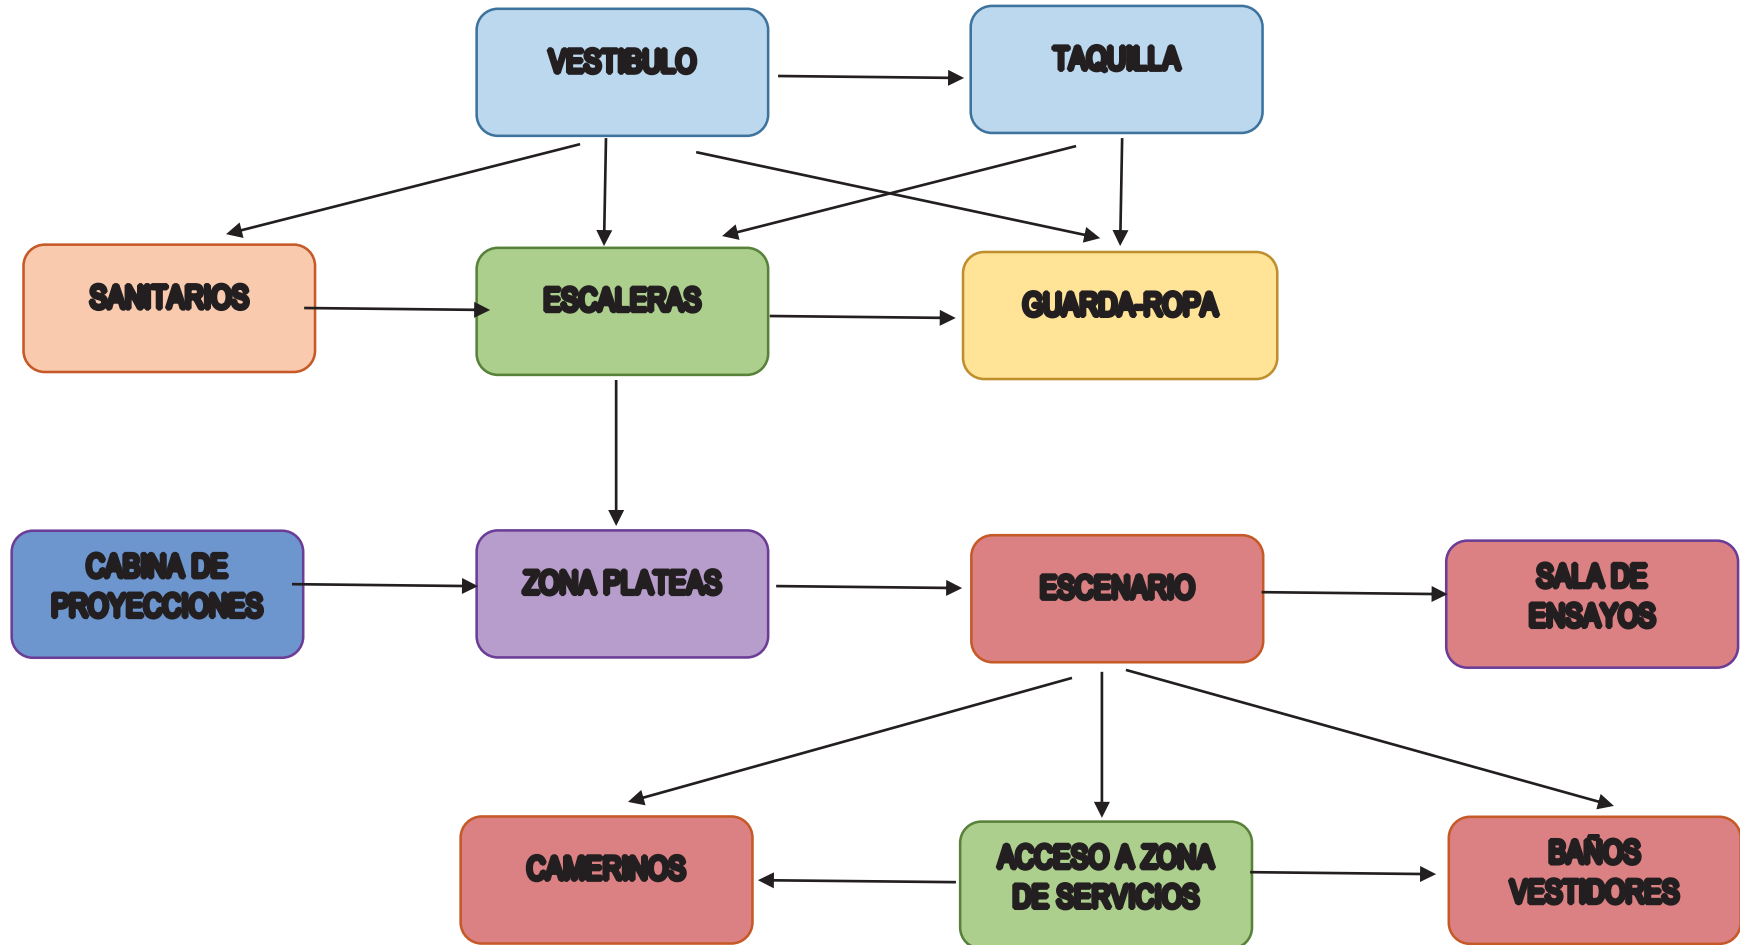 VESTIBULO
TAQUILLA
SANITARIOS
ESCALERAS
GUARDA-ROPA
CABINA DE
PROYECCIONES
ZONA PLATEAS
ESCENARIO
SALA DE
ENSAYOS
CAMERINOS
ACCESO A ZONA
DE SERVICIOS
BAÑOS
VESTIDORES